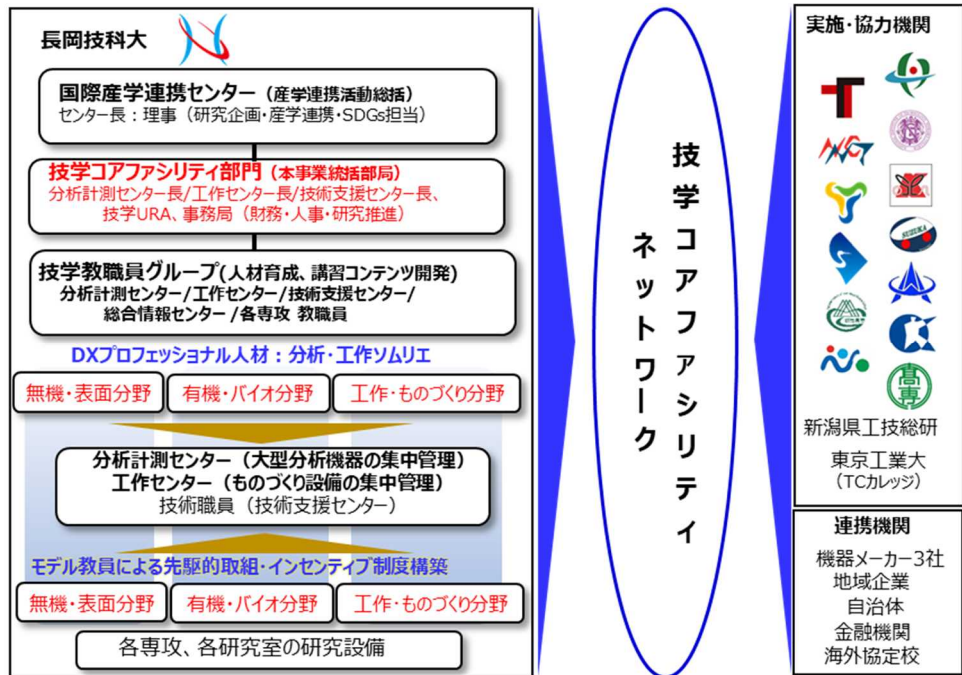 長岡技科大
国際産学連携センター（産学連携活動総括）
センター長：理事（研究企画・産学連携・SDGs担当）
技学コアファシリティ部門（本事業統括部局）
分析計測センター長/工作センター長/技術支援センター長、
技学URA、事務局（財務・人事・研究推進）
技学教職員グループ(人材育成、講習コンテンツ開発)
分析計測センター/工作センター/技術支援センター/
総合情報センター/各専攻 教職員
DXプロフェッショナル人材：分析・工作ソムリエ
無機・表面分野
有機・バイオ分野
工作・ものづくり分野
分析計測センター（大型分析機器の集中管理）
工作センター（ものづくり設備の集中管理）
技術職員（技術支援センター）
モデル教員による先駆的取組・インセンティブ制度構築
無機・表面分野
有機・バイオ分野
工作・ものづくり分野
各専攻、各研究室の研究設備
技学コアファシリティ
ネットワーク
実施・協力機関
SUZUKA
高専
新潟県工技総研
東京工業大
（TCカレッジ）
連携機関
機器メーカー3社
地域企業
自治体
金融機関
海外協定校